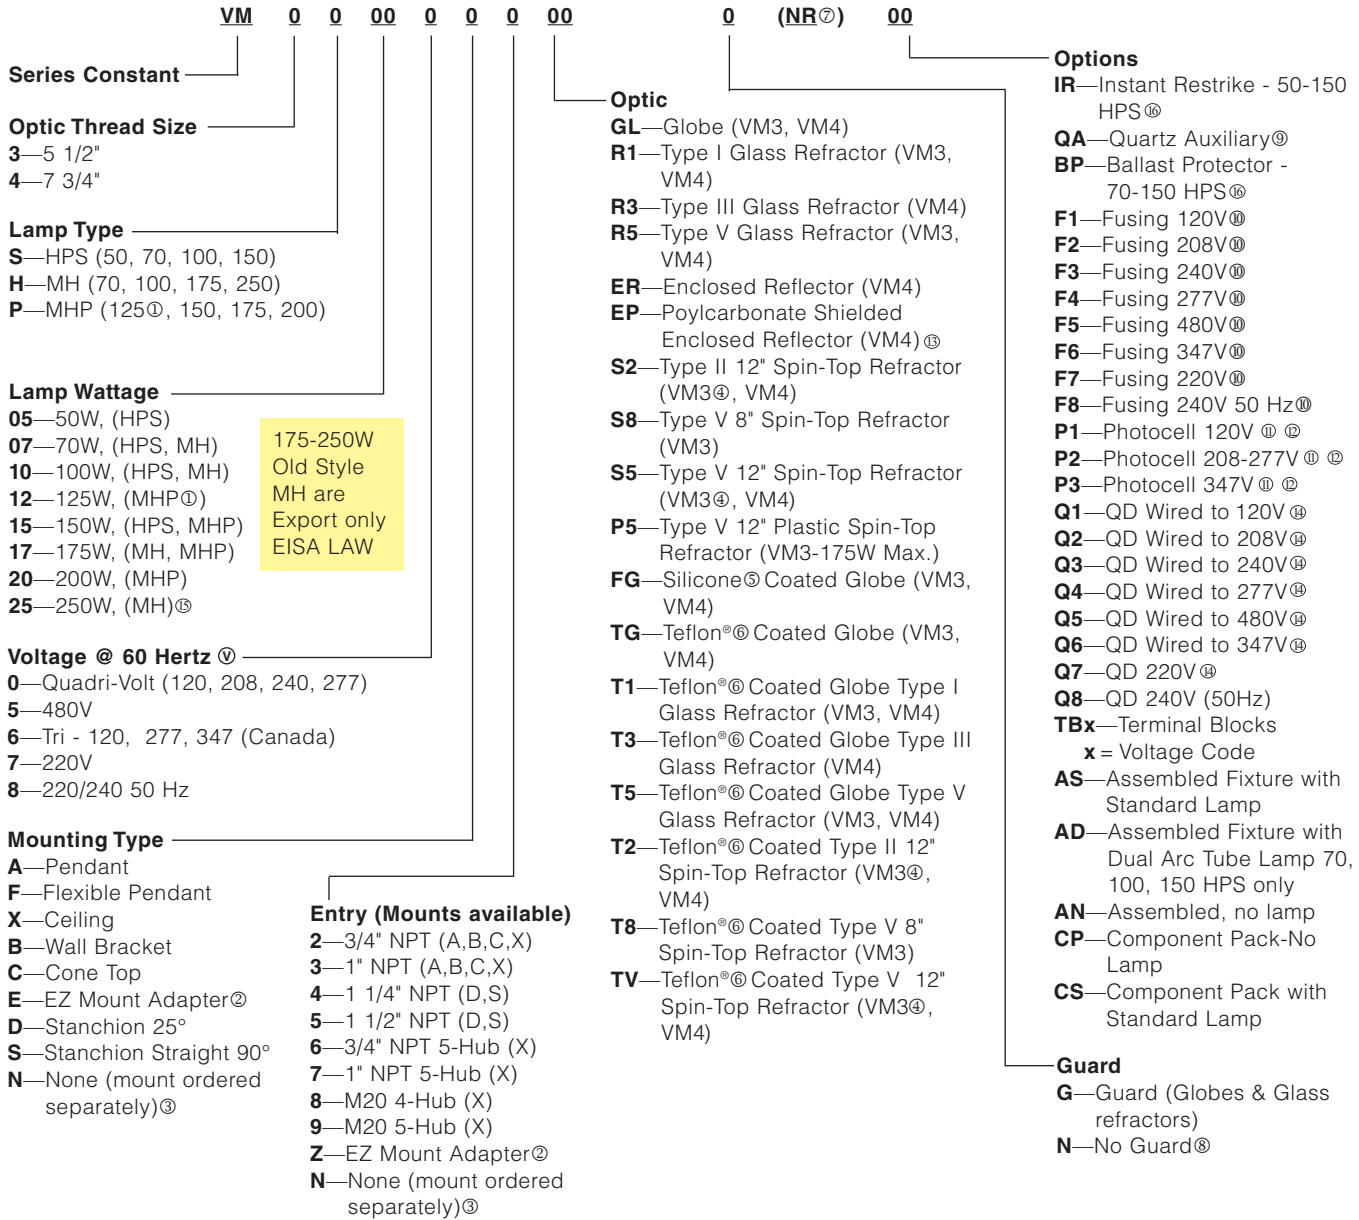 VM 0 0 00 0 0 0 00 0 (NR⑦) 00
Series Constant
Optic Thread Size
3—5 1/2"
4—7 3/4"
Lamp Type
S—HPS (50, 70, 100, 150)
H—MH (70, 100, 175, 250)
P—MHP (125①, 150, 175, 200)
Lamp Wattage
05—50W, (HPS)
07—70W, (HPS, MH)
10—100W, (HPS, MH)
12—125W, (MHP①)
15—150W, (HPS, MHP)
17—175W, (MH, MHP)
20—200W, (MHP)
25—250W, (MH)⑮
175-250W
Old Style
MH are
Export only
EISA LAW
Voltage @ 60 Hertz Ⓥ
0—Quadri-Volt (120, 208, 240, 277)
5—480V
6—Tri - 120, 277, 347 (Canada)
7—220V
8—220/240 50 Hz
Mounting Type
A—Pendant
F—Flexible Pendant
X—Ceiling
B—Wall Bracket
C—Cone Top
E—EZ Mount Adapter②
D—Stanchion 25°
S—Stanchion Straight 90°
N—None (mount ordered
separately)③
Entry (Mounts available)
2—3/4" NPT (A,B,C,X)
3—1" NPT (A,B,C,X)
4—1 1/4" NPT (D,S)
5—1 1/2" NPT (D,S)
6—3/4" NPT 5-Hub (X)
7—1" NPT 5-Hub (X)
8—M20 4-Hub (X)
9—M20 5-Hub (X)
Z—EZ Mount Adapter②
N—None (mount ordered
separately)③
Optic
GL—Globe (VM3, VM4)
R1—Type I Glass Refractor (VM3,
VM4)
R3—Type III Glass Refractor (VM4)
R5—Type V Glass Refractor (VM3,
VM4)
ER—Enclosed Reflector (VM4)
EP—Poylcarbonate Shielded
Enclosed Reflector (VM4)⑬
S2—Type II 12" Spin-Top Refractor
(VM3④, VM4)
S8—Type V 8" Spin-Top Refractor
(VM3)
S5—Type V 12" Spin-Top Refractor
(VM3④, VM4)
P5—Type V 12" Plastic Spin-Top
Refractor (VM3-175W Max.)
FG—Silicone⑤ Coated Globe (VM3,
VM4)
TG—Teflon®⑥ Coated Globe (VM3,
VM4)
T1—Teflon®⑥ Coated Globe Type I
Glass Refractor (VM3, VM4)
T3—Teflon®⑥ Coated Globe Type III
Glass Refractor (VM4)
T5—Teflon®⑥ Coated Globe Type V
Glass Refractor (VM3, VM4)
T2—Teflon®⑥ Coated Type II 12"
Spin-Top Refractor (VM3④,
VM4)
T8—Teflon®⑥ Coated Type V 8"
Spin-Top Refractor (VM3)
TV—Teflon®⑥ Coated Type V 12"
Spin-Top Refractor (VM3④,
VM4)
Options
IR—Instant Restrike - 50-150
HPS⑯
QA—Quartz Auxiliary⑨
BP—Ballast Protector -
70-150 HPS⑯
F1—Fusing 120V⑩
F2—Fusing 208V⑩
F3—Fusing 240V⑩
F4—Fusing 277V⑩
F5—Fusing 480V⑩
F6—Fusing 347V⑩
F7—Fusing 220V⑩
F8—Fusing 240V 50 Hz⑩
P1—Photocell 120V ⑪ ⑫
P2—Photocell 208-277V ⑪ ⑫
P3—Photocell 347V ⑪ ⑫
Q1—QD Wired to 120V⑭
Q2—QD Wired to 208V⑭
Q3—QD Wired to 240V⑭
Q4—QD Wired to 277V⑭
Q5—QD Wired to 480V⑭
Q6—QD Wired to 347V⑭
Q7—QD 220V⑭
Q8—QD 240V (50Hz)
TBx—Terminal Blocks
x = Voltage Code
AS—Assembled Fixture with
Standard Lamp
AD—Assembled Fixture with
Dual Arc Tube Lamp 70,
100, 150 HPS only
AN—Assembled, no lamp
CP—Component Pack-No
Lamp
CS—Component Pack with
Standard Lamp
Guard
G—Guard (Globes & Glass
refractors)
N—No Guard⑧